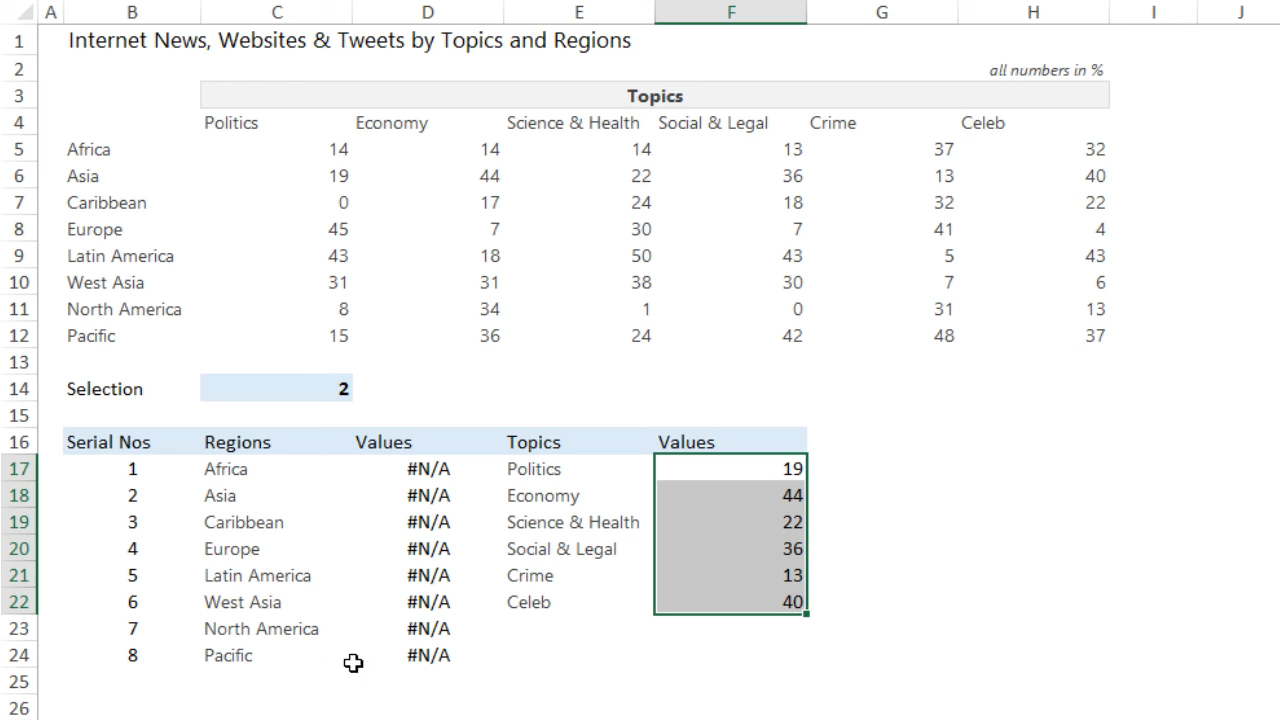 A B C D E F G H I J
1 Internet News, Websites & Tweets by Topics and Regions
2 all numbers in %
3 Topics
4 Politics Economy Science & Health Social & Legal Crime Celeb
5 Africa 14 14 14 13 37 32
6 Asia 19 44 22 36 13 40
7 Caribbean 0 17 24 18 32 22
8 Europe 45 7 30 7 41 4
9 Latin America 43 18 50 43 5 43
10 West Asia 31 31 38 30 7 6
11 North America 8 34 1 0 31 13
12 Pacific 15 36 24 42 48 37
13
14 Selection 2
15
16 Serial Nos Regions Values Topics Values
17 1 Africa #N/A Politics 19
18 2 Asia #N/A Economy 44
19 3 Caribbean #N/A Science & Health 22
20 4 Europe #N/A Social & Legal 36
21 5 Latin America #N/A Crime 13
22 6 West Asia #N/A Celeb 40
23 7 North America #N/A
24 8 Pacific #N/A
25
26